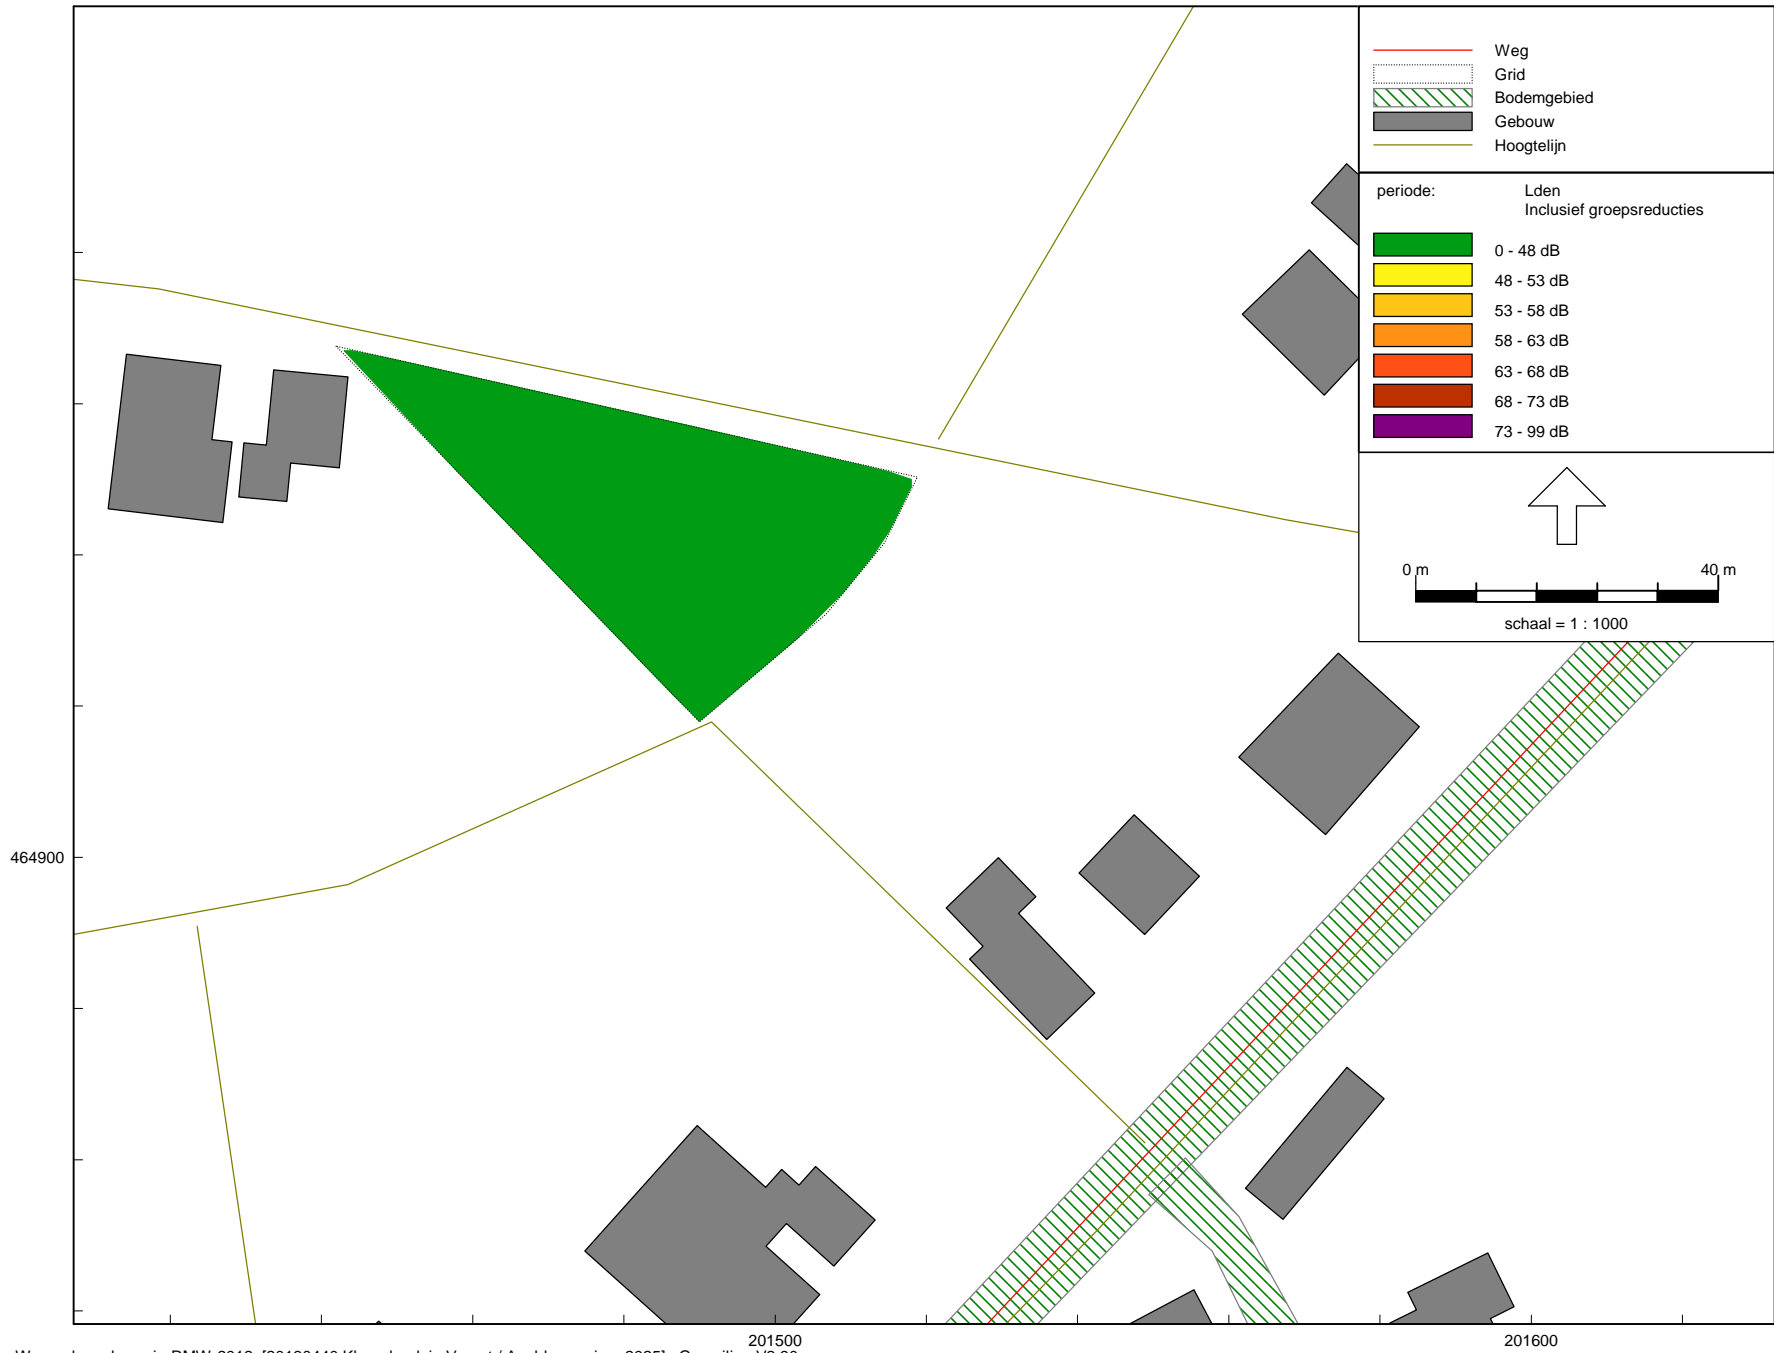 Weg
Grid
Bodemgebied
Gebouw
Hoogtelijn
periode: Lden
Inclusief groepsreducties
0 - 48 dB
48 - 53 dB
53 - 58 dB
58 - 63 dB
63 - 68 dB
68 - 73 dB
73 - 99 dB
0 m 40 m
schaal = 1 : 1000
464900
201500 201600